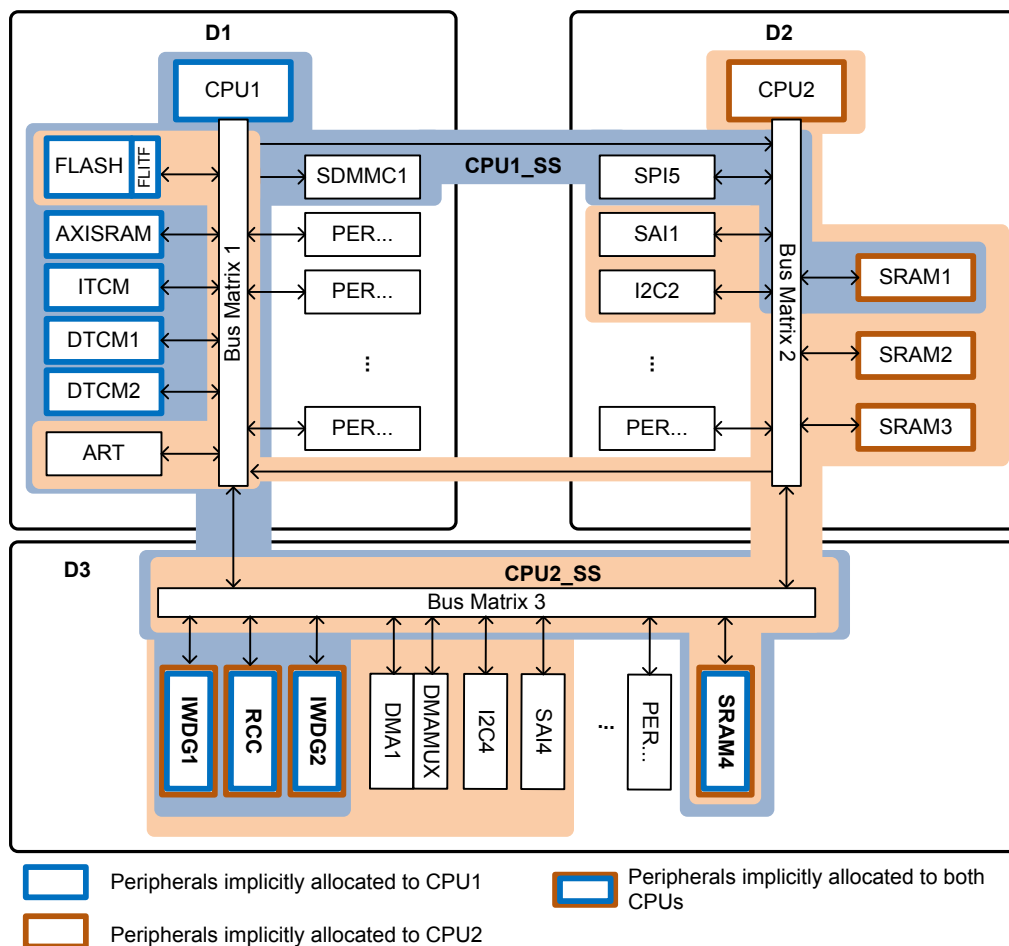 D1
D2
CPU1
CPU2
FLASH
FLITF
CPU1_SS
SDMMC1
SPI5
AXISRAM
PER...
SAI1
Bus Matrix 1
Bus Matrix 2
ITCM
PER...
I2C2
SRAM1
DTCM1
SRAM2
...
...
DTCM2
PER...
PER...
SRAM3
ART
D3
CPU2_SS
Bus Matrix 3
IWDG1
RCC
IWDG2
DMA1
DMAMUX
I2C4
SAI4
...
PER...
SRAM4
Peripherals implicitly allocated to CPU1
Peripherals implicitly allocated to both
CPUs
Peripherals implicitly allocated to CPU2